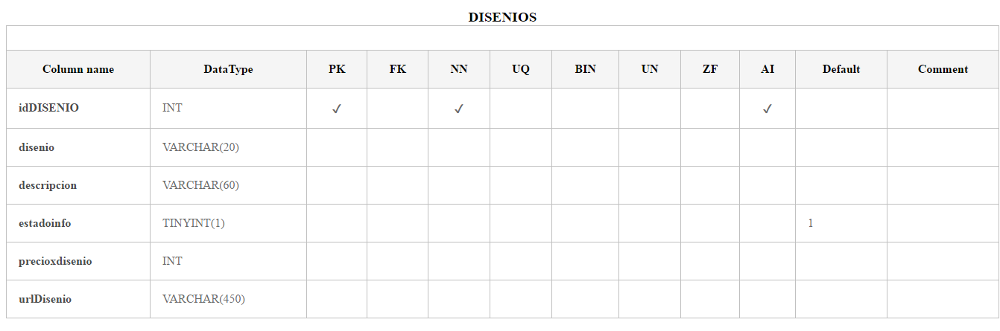 DISENIOS
Column name DataType PK FK NN UQ BIN UN ZF AI Default Comment
idDISENIO INT ✓ ✓ ✓
disenio VARCHAR(20)
descripcion VARCHAR(60)
estadoinfo TINYINT(1) 1
precioxdisenio INT
urlDisenio VARCHAR(450)